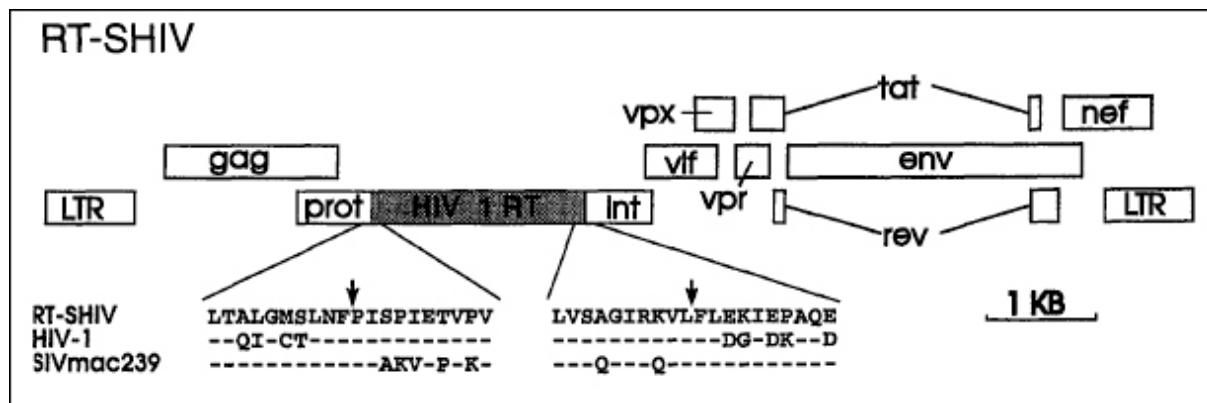 RT-SHIV
tat
vpx
nef
gag
vif
env
LTR
prot
HIV 1 RT
int
vpr
rev
LTR
RT-SHIV LTALGMSLNFPISPIETVPV LVSAGIRKVLFLEKIEPAQE
HIV-1 --QI-CT------------- ------------DG-DK--D
SIVmac239 ------------AKV-P-K- ---Q---Q------------
1 KB